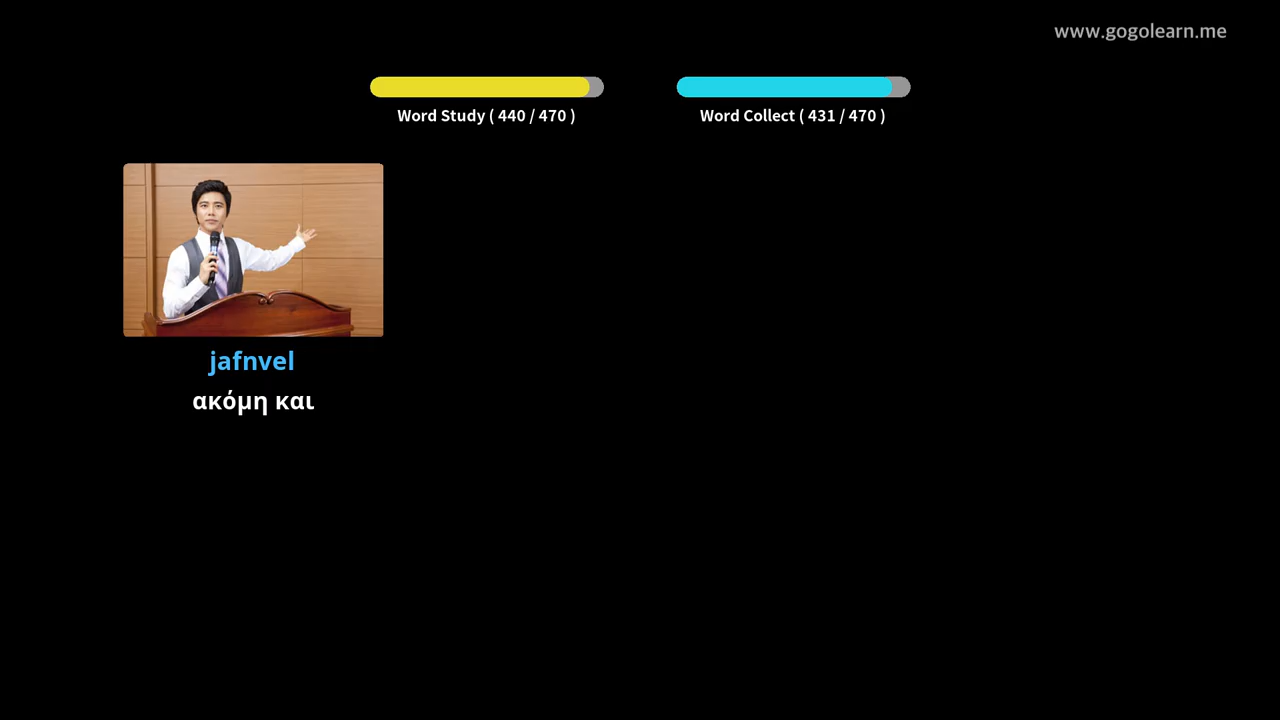 www.gogolearn.me
Word Study ( 440 / 470 )
Word Collect ( 431 / 470 )
jafnvel
ακόμη και